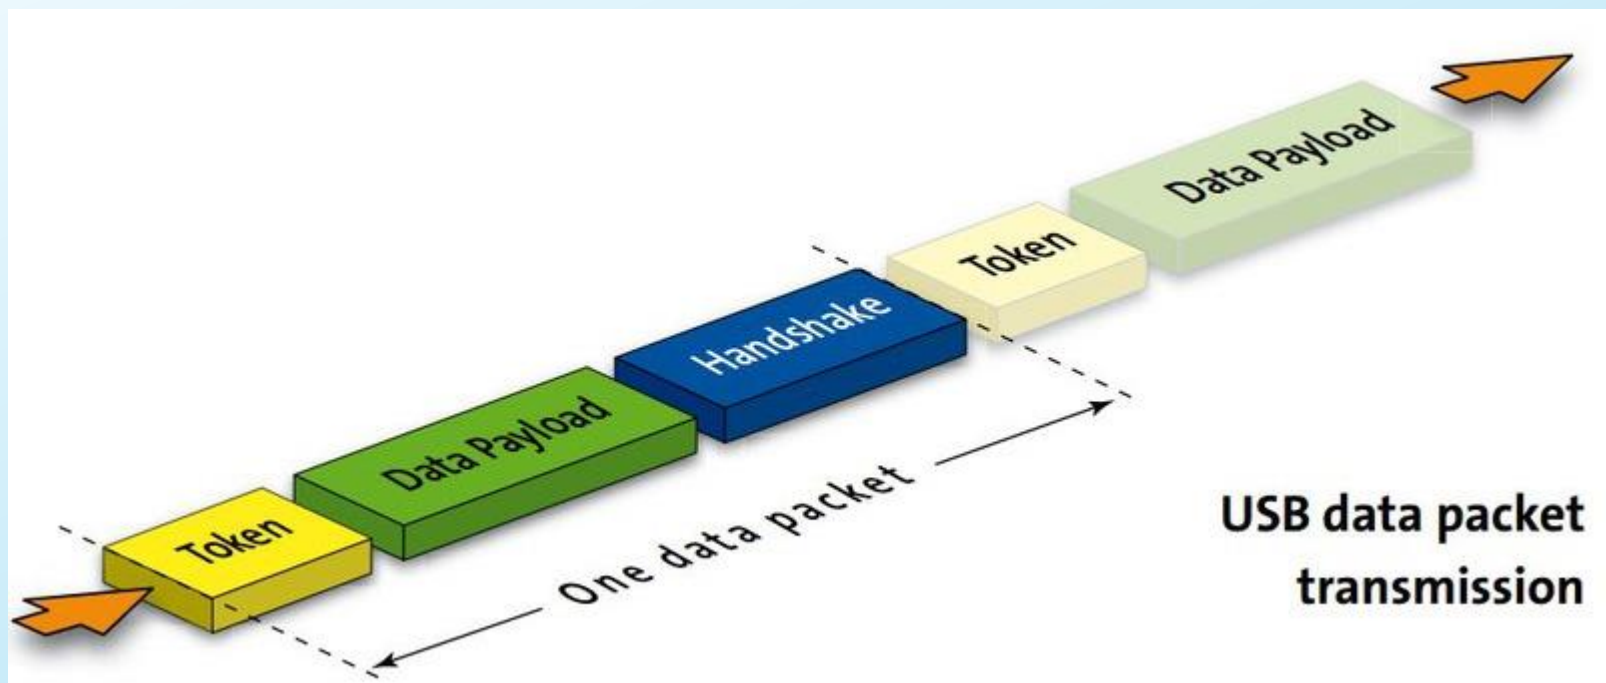 Token
Data Payload
Handshake
Token
Data Payload
One data packet
USB data packet
transmission